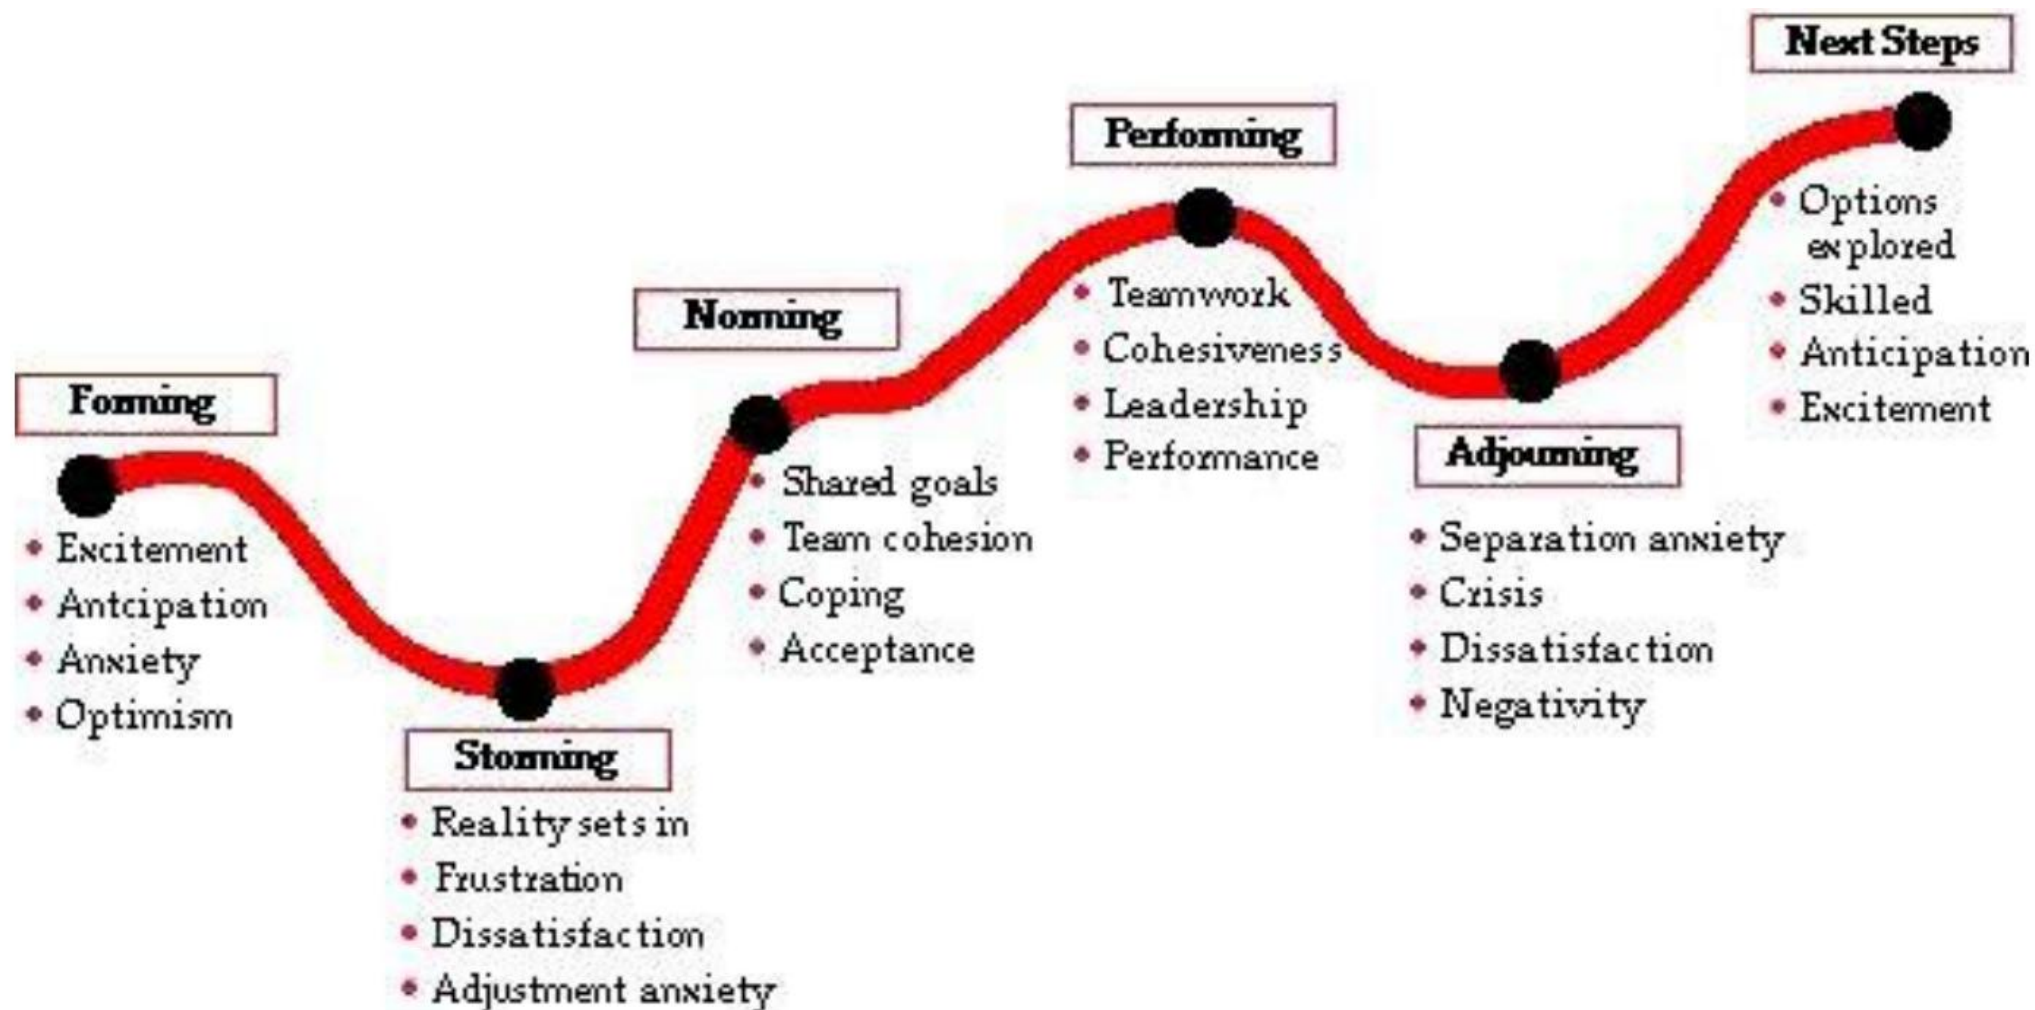 Forming
• Excitement
• Antcipation
• Anxiety
• Optimism
Storming
• Reality sets in
• Frustration
• Dissatisfaction
• Adjustment anxiety
Norming
• Shared goals
• Team cohesion
• Coping
• Acceptance
Performing
• Teamwork
• Cohesiveness
• Leadership
• Performance
Adjourning
• Separation anxiety
• Crisis
• Dissatisfaction
• Negativity
Next Steps
• Options
explored
• Skilled
• Anticipation
• Excitement